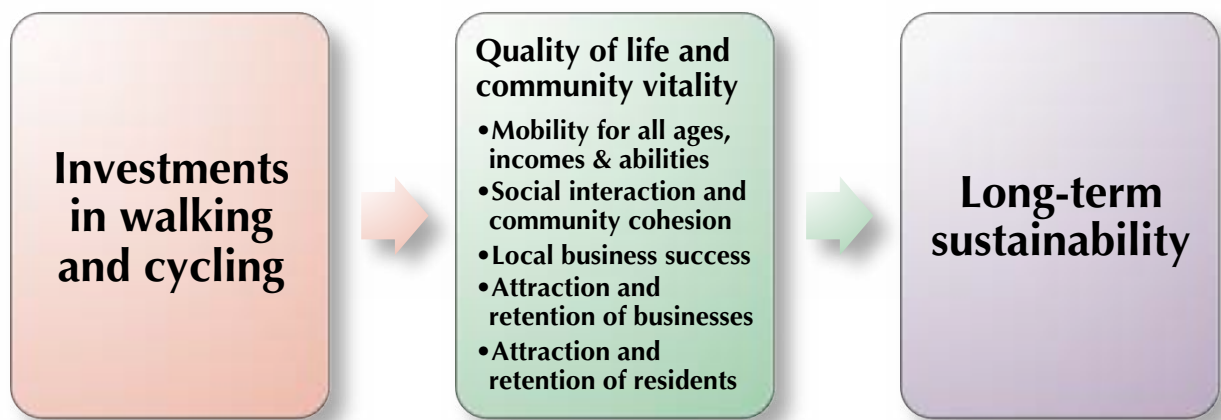 Investments
in walking
and cycling
Quality of life and
community vitality
•Mobility for all ages,
incomes & abilities
•Social interaction and
community cohesion
•Local business success
•Attraction and
retention of businesses
•Attraction and
retention of residents
Long-term
sustainability